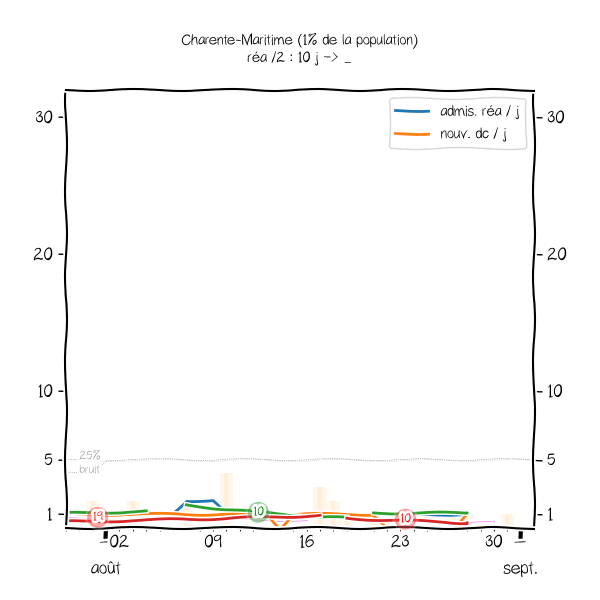 Charente-Maritime (1% de la population)
réa /2 : 10 j -> _
admis. réa / j
nouv. dc / j
30
30
20
20
10
10
5
25%
bruit
5
1
19
10
10
1
02
09
16
23
30
août
sept.